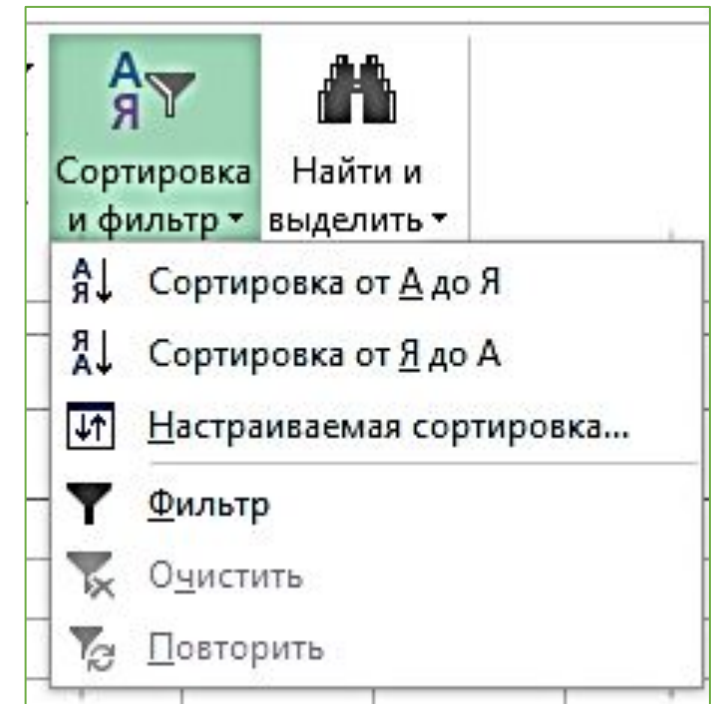 Сортировка
и фильтр
Найти и
выделить
Сортировка от А до Я
Сортировка от Я до А
Настраиваемая сортировка...
Фильтр
Очистить
Повторить